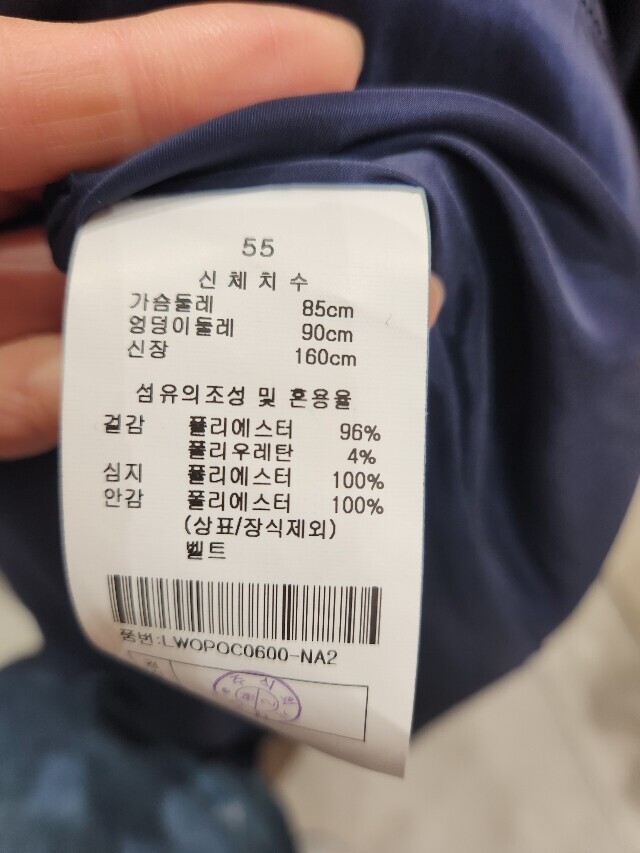 55
신체치수
가슴둘레 85cm
엉덩이둘레 90cm
신장 160cm
섬유의조성 및 혼용율
겉감 폴리에스터 96%
폴리우레탄 4%
심지 폴리에스터 100%
안감 폴리에스터 100%
(상표/장식제외)
벨트
품번:LWOPOC0600-NA2